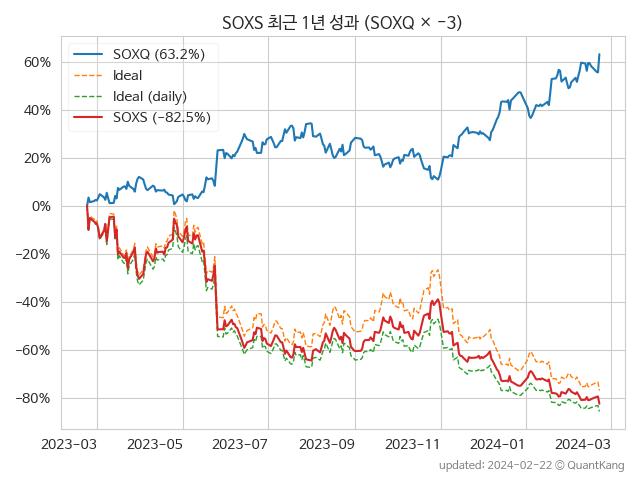 SOXS 최근 1년 성과 (SOXQ × −3)
SOXQ (63.2%)
Ideal
Ideal (daily)
SOXS (−82.5%)
60%
40%
20%
0%
−20%
−40%
−60%
−80%
2023-03
2023-05
2023-07
2023-09
2023-11
2024-01
2024-03
updated: 2024-02-22 © QuantKang